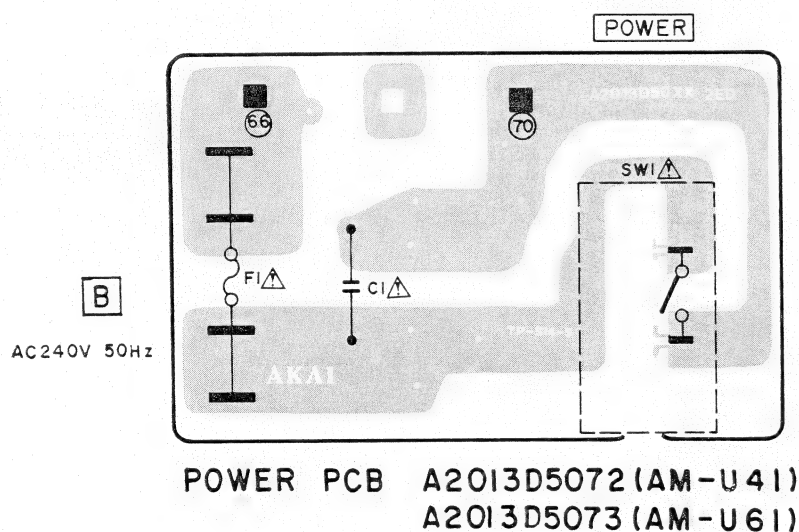 POWER
66
70
SW1
F1
C1
B
AC240V 50Hz
AKAI
POWER PCB A2013D5072(AM-U41)
A2013D5073(AM-U61)